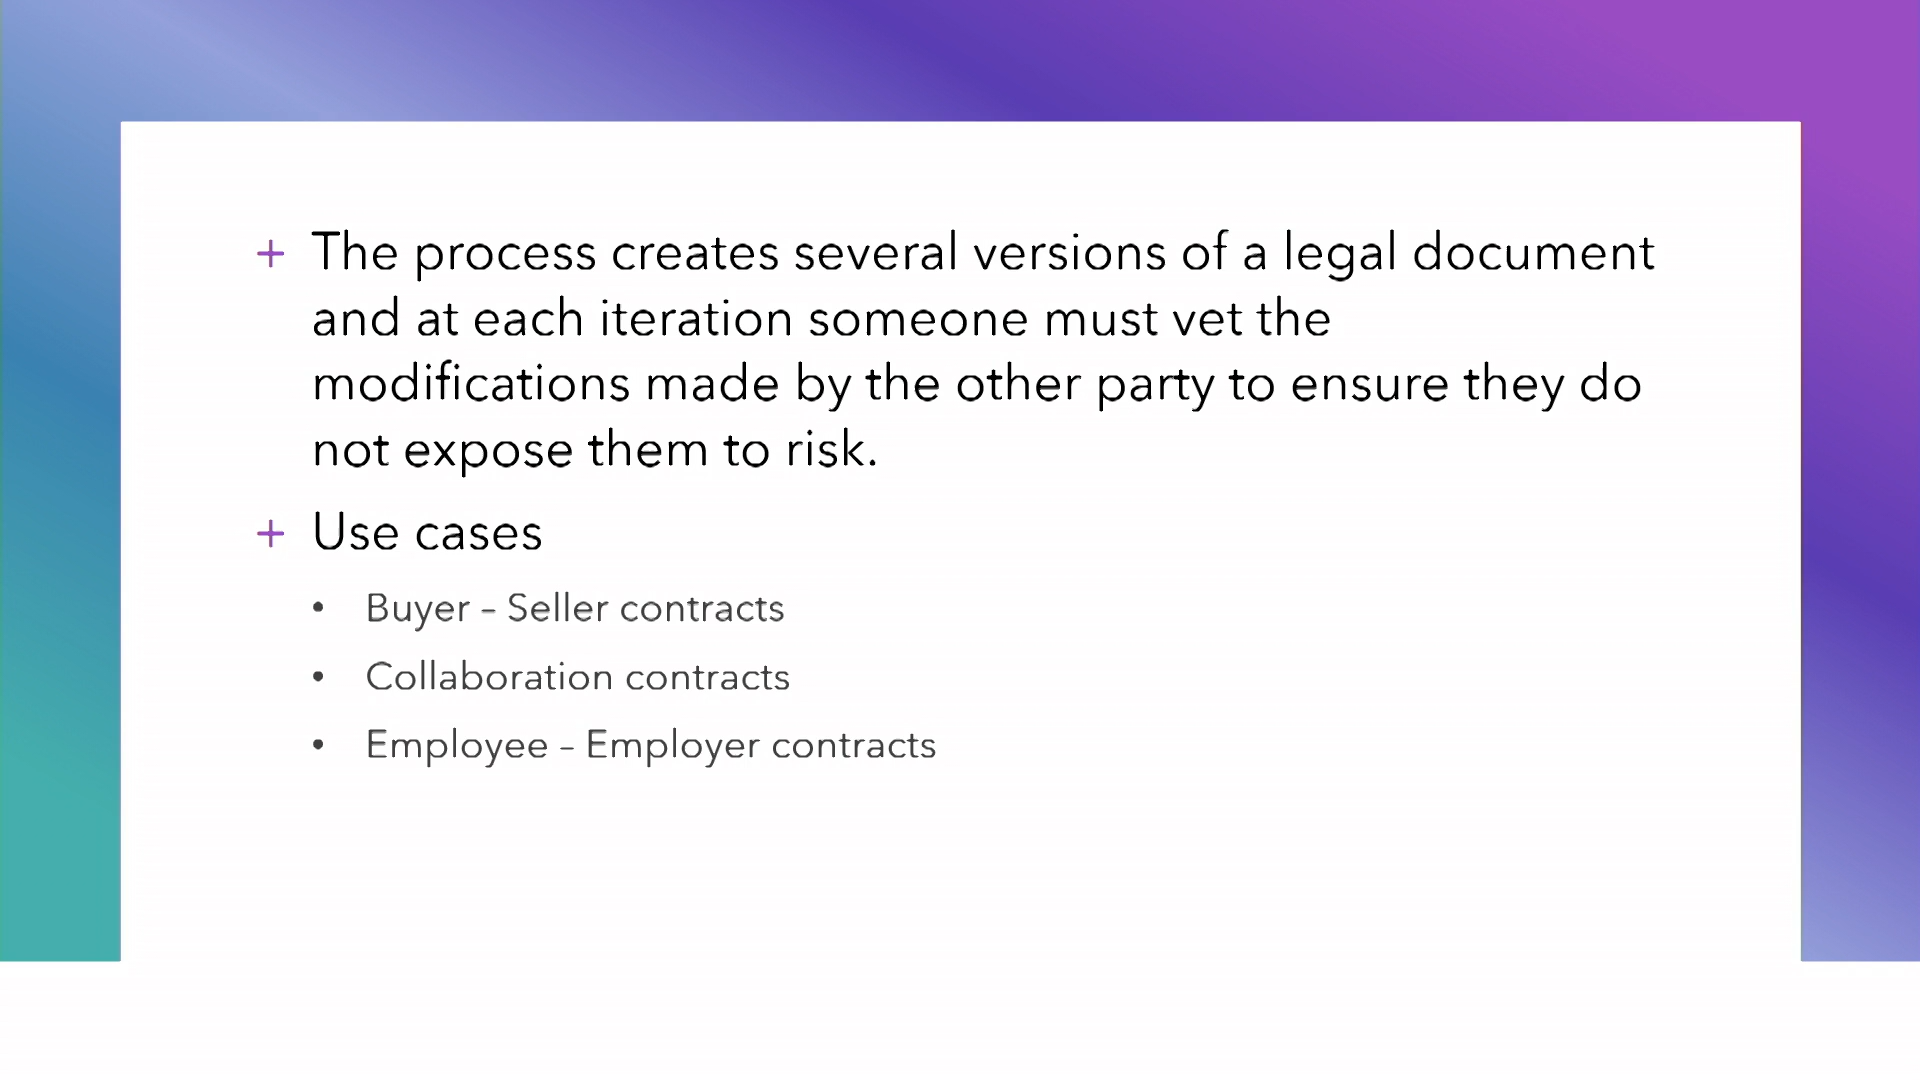 + The process creates several versions of a legal document
and at each iteration someone must vet the
modifications made by the other party to ensure they do
not expose them to risk.
+ Use cases
• Buyer – Seller contracts
• Collaboration contracts
• Employee – Employer contracts